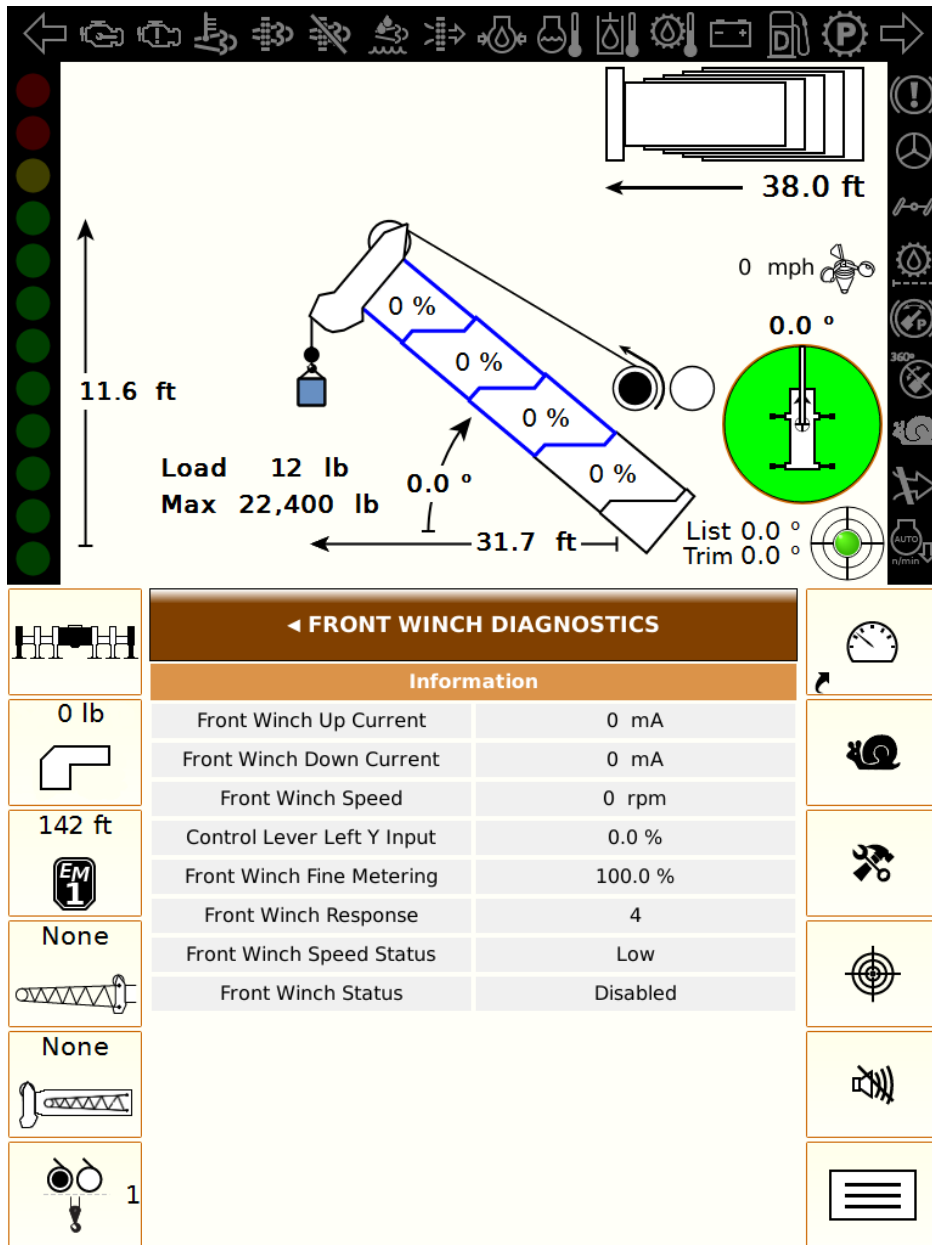 D
P
38.0 ft
0 mph
0.0 º
P
360º
0 %
0 %
0 %
0 %
11.6 ft
Load 12 lb
Max 22,400 lb
0.0 º
31.7 ft
List 0.0 º
Trim 0.0 º
AUTO
n/min
◄ FRONT WINCH DIAGNOSTICS
Information
Front Winch Up Current 0 mA
Front Winch Down Current 0 mA
Front Winch Speed 0 rpm
Control Lever Left Y Input 0.0 %
Front Winch Fine Metering 100.0 %
Front Winch Response 4
Front Winch Speed Status Low
Front Winch Status Disabled
0 lb
142 ft
EM
1
None
None
1